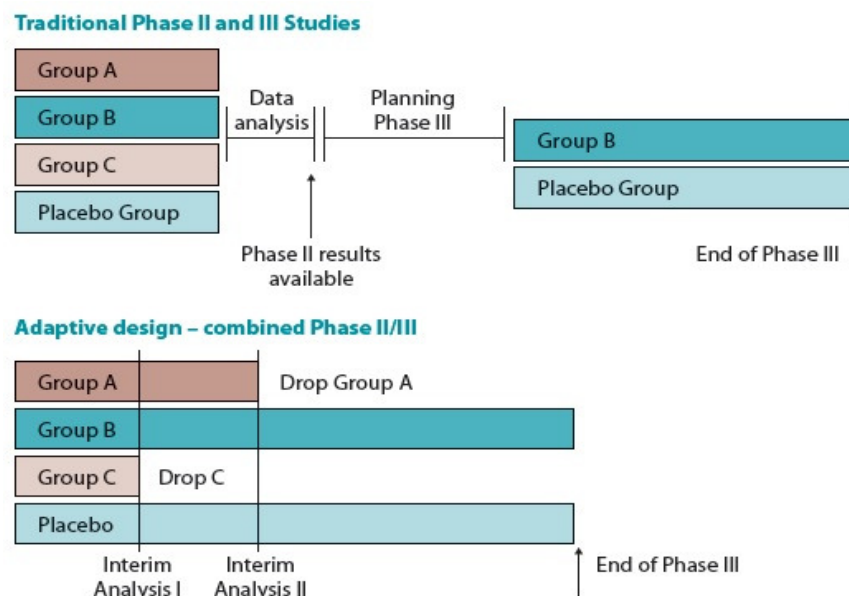 Traditional Phase II and III Studies
Group A
Group B
Group C
Placebo Group
Data
analysis
Planning
Phase III
Group B
Placebo Group
Phase II results
available
End of Phase III
Adaptive design – combined Phase II/III
Group A
Drop Group A
Group B
Group C
Drop C
Placebo
Interim
Analysis I
Interim
Analysis II
End of Phase III